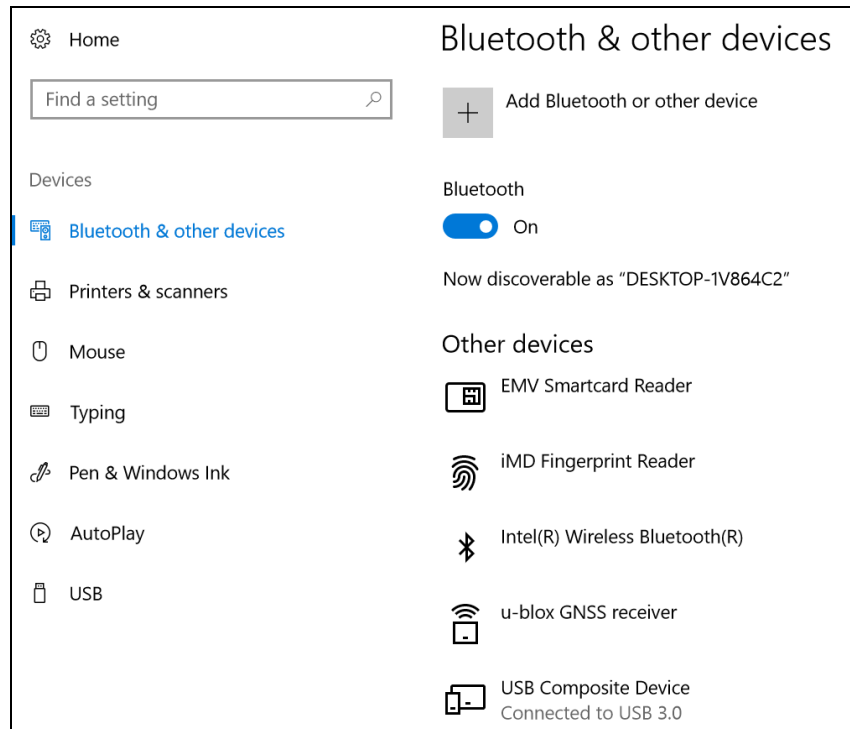 Home
Find a setting
Devices
Bluetooth & other devices
Printers & scanners
Mouse
Typing
Pen & Windows Ink
AutoPlay
USB
Bluetooth & other devices
Add Bluetooth or other device
Bluetooth
On
Now discoverable as “DESKTOP-1V864C2”
Other devices
EMV Smartcard Reader
iMD Fingerprint Reader
Intel(R) Wireless Bluetooth(R)
u-blox GNSS receiver
USB Composite Device
Connected to USB 3.0